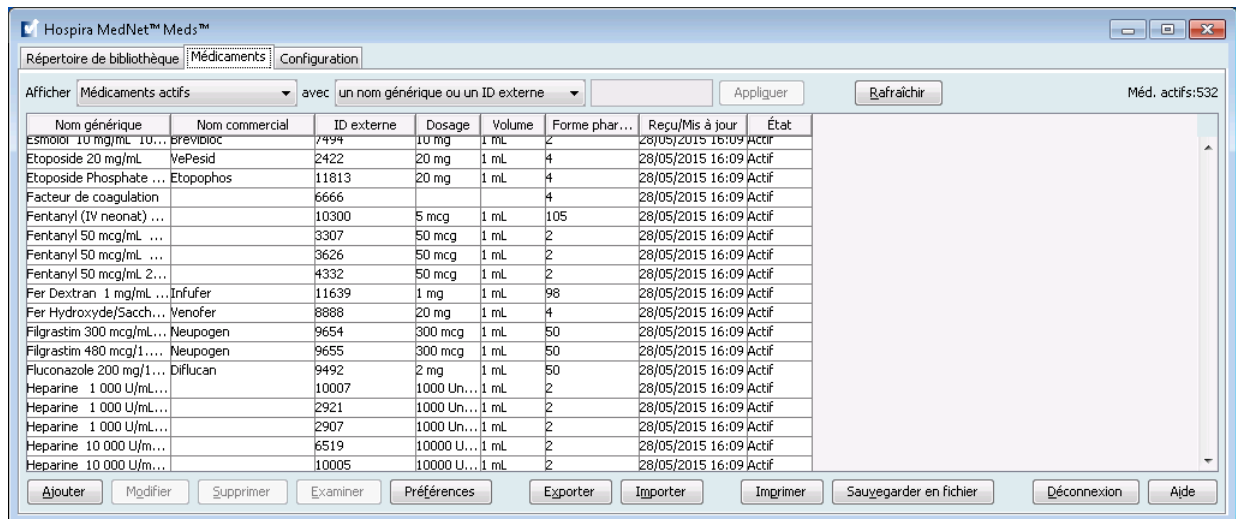 Hospira MedNet™ Meds™
Répertoire de bibliothèque Médicaments Configuration
Afficher Médicaments actifs avec un nom générique ou un ID externe Appliquer Rafraîchir Méd. actifs:532
Nom générique Nom commercial ID externe Dosage Volume Forme phar... Reçu/Mis à jour État
Esmolol 10 mg/mL 10... Brevibloc 7494 10 mg 1 mL 2 28/05/2015 16:09 Actif
Etoposide 20 mg/mL VePesid 2422 20 mg 1 mL 4 28/05/2015 16:09 Actif
Etoposide Phosphate ... Etopophos 11813 20 mg 1 mL 4 28/05/2015 16:09 Actif
Facteur de coagulation 6666 4 28/05/2015 16:09 Actif
Fentanyl (IV neonat) ... 10300 5 mcg 1 mL 105 28/05/2015 16:09 Actif
Fentanyl 50 mcg/mL ... 3307 50 mcg 1 mL 2 28/05/2015 16:09 Actif
Fentanyl 50 mcg/mL ... 3626 50 mcg 1 mL 2 28/05/2015 16:09 Actif
Fentanyl 50 mcg/mL 2... 4332 50 mcg 1 mL 2 28/05/2015 16:09 Actif
Fer Dextran 1 mg/mL ... Infufer 11639 1 mg 1 mL 98 28/05/2015 16:09 Actif
Fer Hydroxyde/Sacch... Venofer 8888 20 mg 1 mL 4 28/05/2015 16:09 Actif
Filgrastim 300 mcg/mL... Neupogen 9654 300 mcg 1 mL 50 28/05/2015 16:09 Actif
Filgrastim 480 mcg/1.... Neupogen 9655 300 mcg 1 mL 50 28/05/2015 16:09 Actif
Fluconazole 200 mg/1... Diflucan 9492 2 mg 1 mL 50 28/05/2015 16:09 Actif
Heparine 1 000 U/mL... 10007 1000 Un... 1 mL 2 28/05/2015 16:09 Actif
Heparine 1 000 U/mL... 2921 1000 Un... 1 mL 2 28/05/2015 16:09 Actif
Heparine 1 000 U/mL... 2907 1000 Un... 1 mL 2 28/05/2015 16:09 Actif
Heparine 10 000 U/m... 6519 10000 U... 1 mL 2 28/05/2015 16:09 Actif
Heparine 10 000 U/m... 10005 10000 U... 1 mL 2 28/05/2015 16:09 Actif
Ajouter Modifier Supprimer Examiner Préférences Exporter Importer Imprimer Sauvegarder en fichier Déconnexion Aide